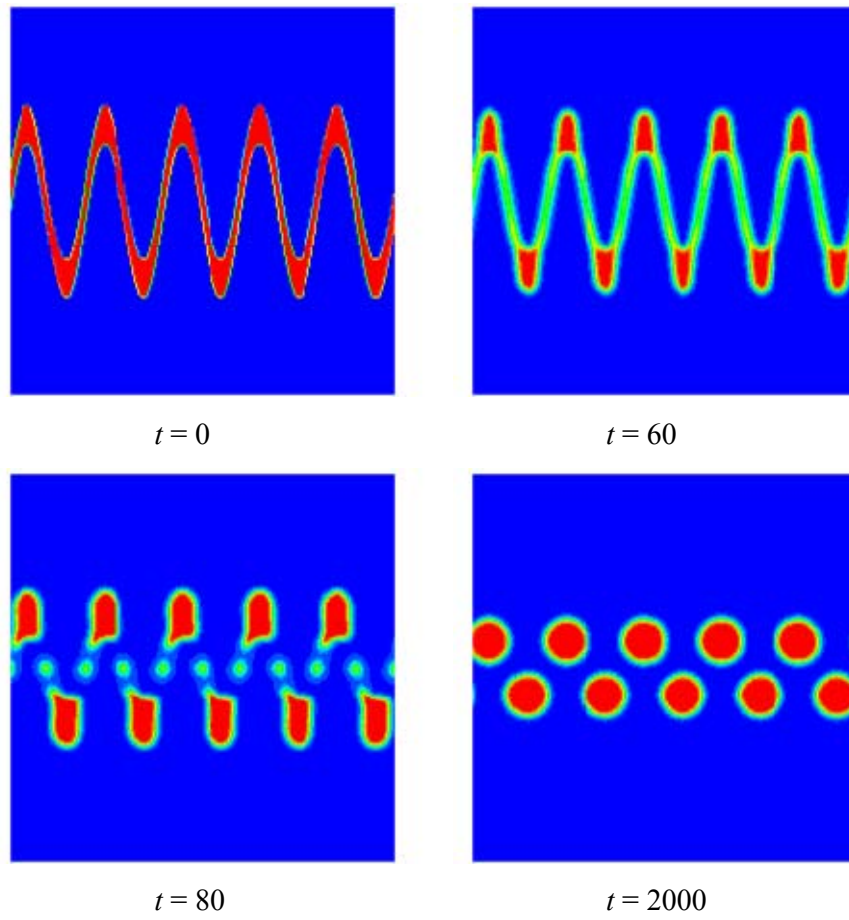 t = 0
t = 60
t = 80
t = 2000